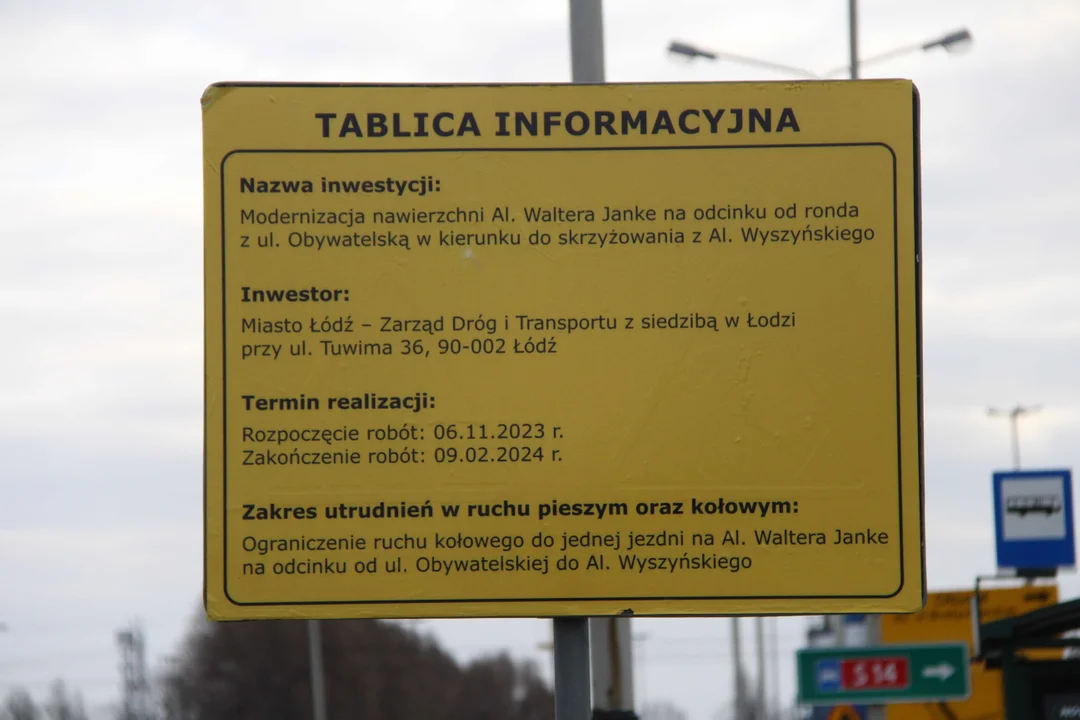 TABLICA INFORMACYJNA
Nazwa inwestycji:
Modernizacja nawierzchni Al. Waltera Janke na odcinku od ronda
z ul. Obywatelską w kierunku do skrzyżowania z Al. Wyszyńskiego
Inwestor:
Miasto Łódź – Zarząd Dróg i Transportu z siedzibą w Łodzi
przy ul. Tuwima 36, 90-002 Łódź
Termin realizacji:
Rozpoczęcie robót: 06.11.2023 r.
Zakończenie robót: 09.02.2024 r.
Zakres utrudnień w ruchu pieszym oraz kołowym:
Ograniczenie ruchu kołowego do jednej jezdni na Al. Waltera Janke
na odcinku od ul. Obywatelskiej do Al. Wyszyńskiego
S 14